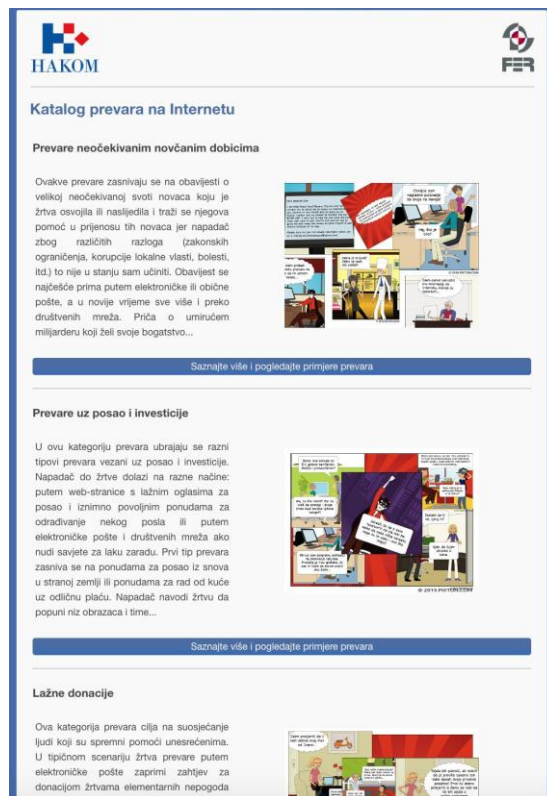 HAKOM
FER
Katalog prevara na Internetu
Prevare neočekivanim novčanim dobicima
Ovakve prevare zasnivaju se na obavijesti o
velikoj neočekivanoj svoti novaca koju je
žrtva osvojila ili naslijedila i traži se njegova
pomoć u prijenosu tih novaca jer napadač
zbog različitih razloga (zakonskih
ograničenja, korupcije lokalne vlasti, bolesti,
itd.) to nije u stanju sam učiniti. Obavijest se
najčešće prima putem elektroničke ili obične
pošte, a u novije vrijeme sve više i preko
društvenih mreža. Priča o umirućem
milijarderu koji želi svoje bogatstvo...
Saznajte više i pogledajte primjere prevara
Prevare uz posao i investicije
U ovu kategoriju prevara ubrajaju se razni
tipovi prevara vezani uz posao i investicije.
Napadač do žrtve dolazi na razne načine:
putem web-stranice s lažnim oglasima za
posao i iznimno povoljnim ponudama za
odrađivanje nekog posla ili putem
elektroničke pošte i društvenih mreža ako
nudi savjete za laku zaradu. Prvi tip prevara
zasniva se na ponudama za posao iz snova
u stranoj zemlji ili ponudama za rad od kuće
uz odličnu plaću. Napadač navodi žrtvu da
popuni niz obrazaca i time...
© 2015 PIXTON.COM
Saznajte više i pogledajte primjere prevara
Lažne donacije
Ova kategorija prevara cilja na suosjećanje
ljudi koji su spremni pomoći unesrećenima.
U tipičnom scenariju žrtva prevare putem
elektroničke pošte zaprimi zahtjev za
donacijom žrtvama elementarnih nepogoda